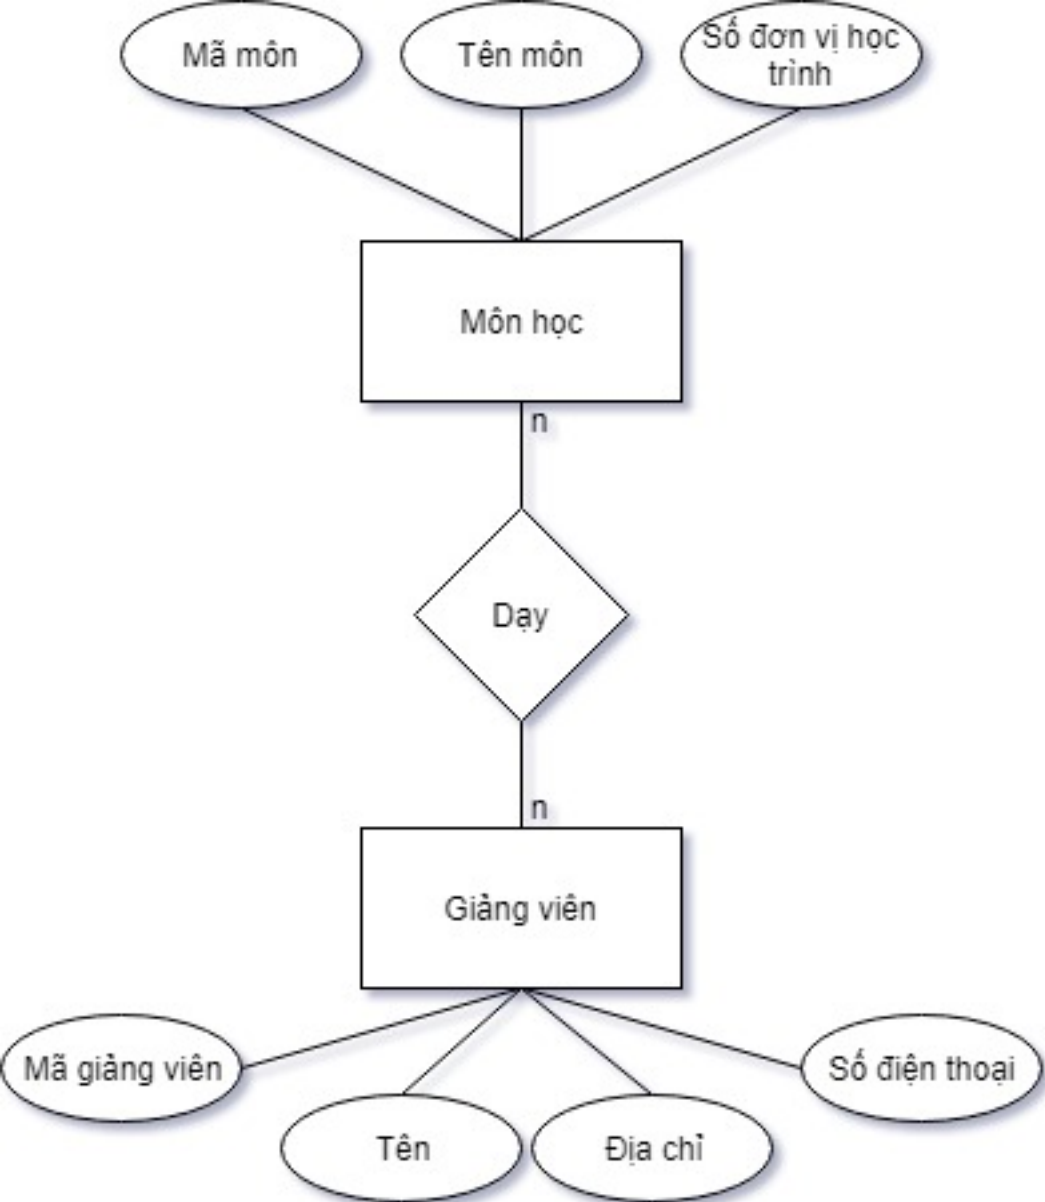 Mã môn
Tên môn
Số đơn vị học
trình
Môn học
n
Dạy
n
Giảng viên
Mã giảng viên
Số điện thoại
Tên
Địa chỉ